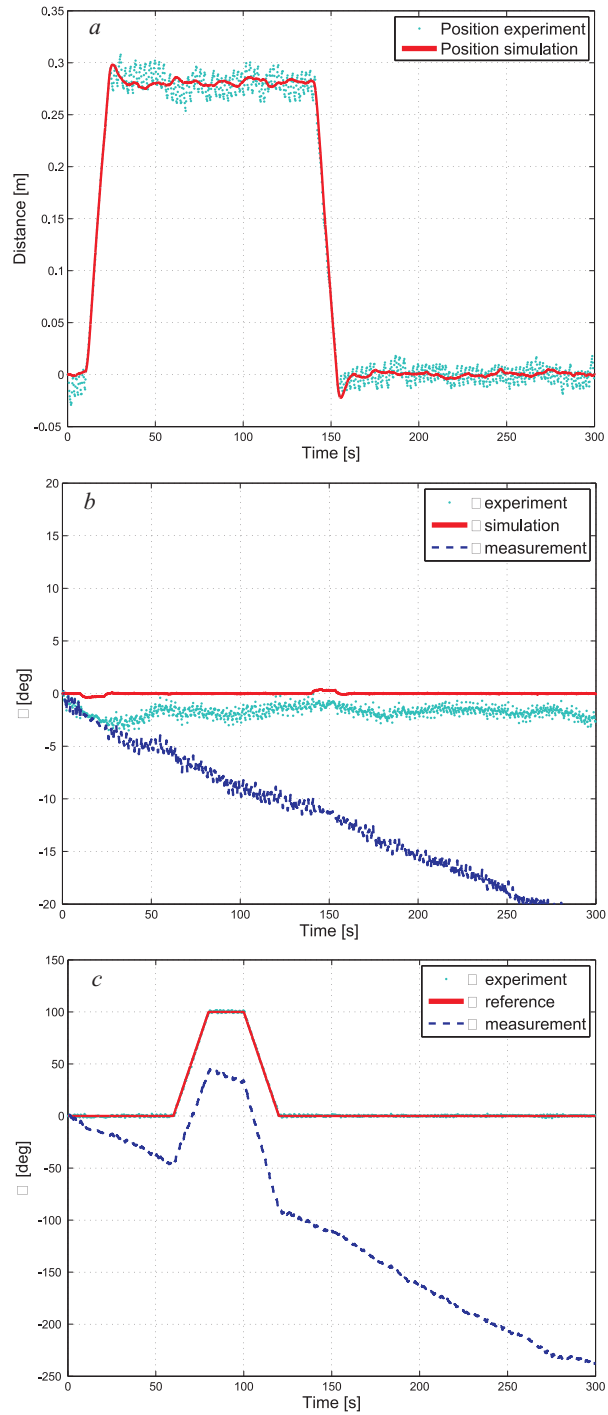 a
Position experiment
Position simulation
0.35
0.3
0.25
0.2
0.15
0.1
0.05
0
-0.05
Distance [m]
0 50 100 150 200 250 300
Time [s]
b
□ experiment
□ simulation
□ measurement
20
15
10
5
0
-5
-10
-15
-20
□ [deg]
0 50 100 150 200 250 300
Time [s]
c
□ experiment
□ reference
□ measurement
150
100
50
0
-50
-100
-150
-200
-250
□ [deg]
0 50 100 150 200 250 300
Time [s]